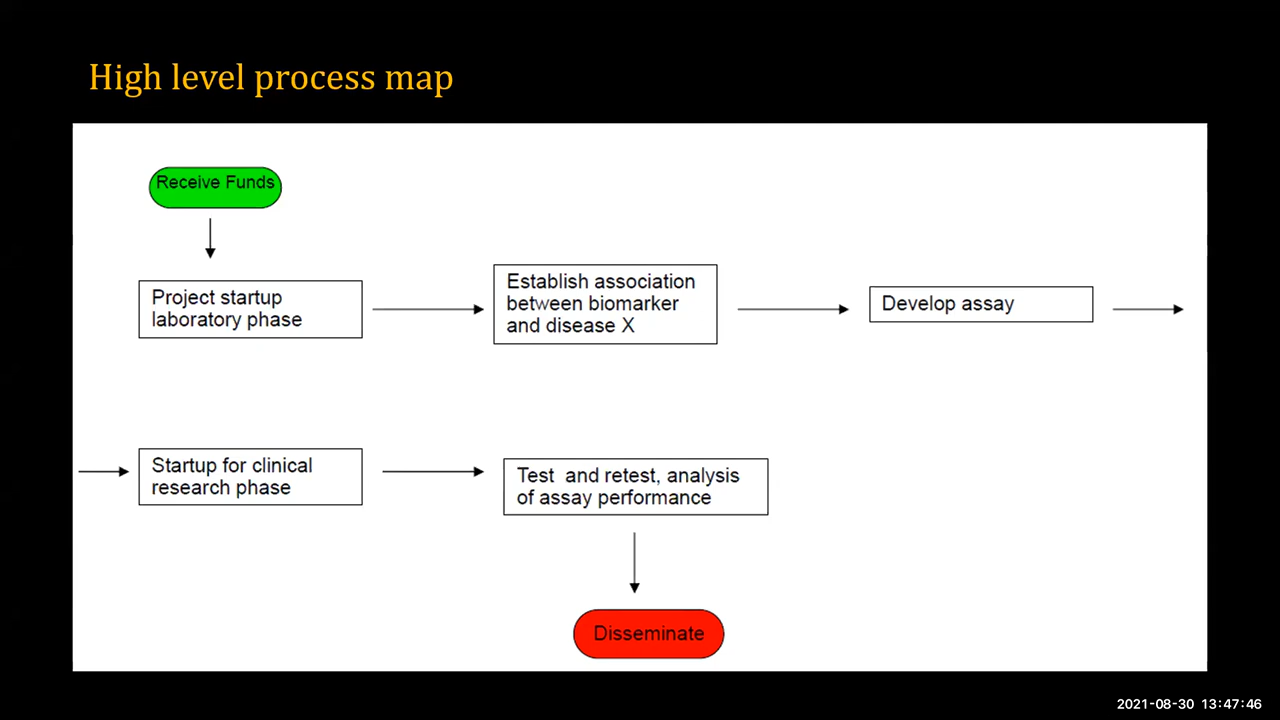 High level process map
Receive Funds
Project startup
laboratory phase
Establish association
between biomarker
and disease X
Develop assay
Startup for clinical
research phase
Test  and retest, analysis
of assay performance
Disseminate
2021-08-30 13:47:46